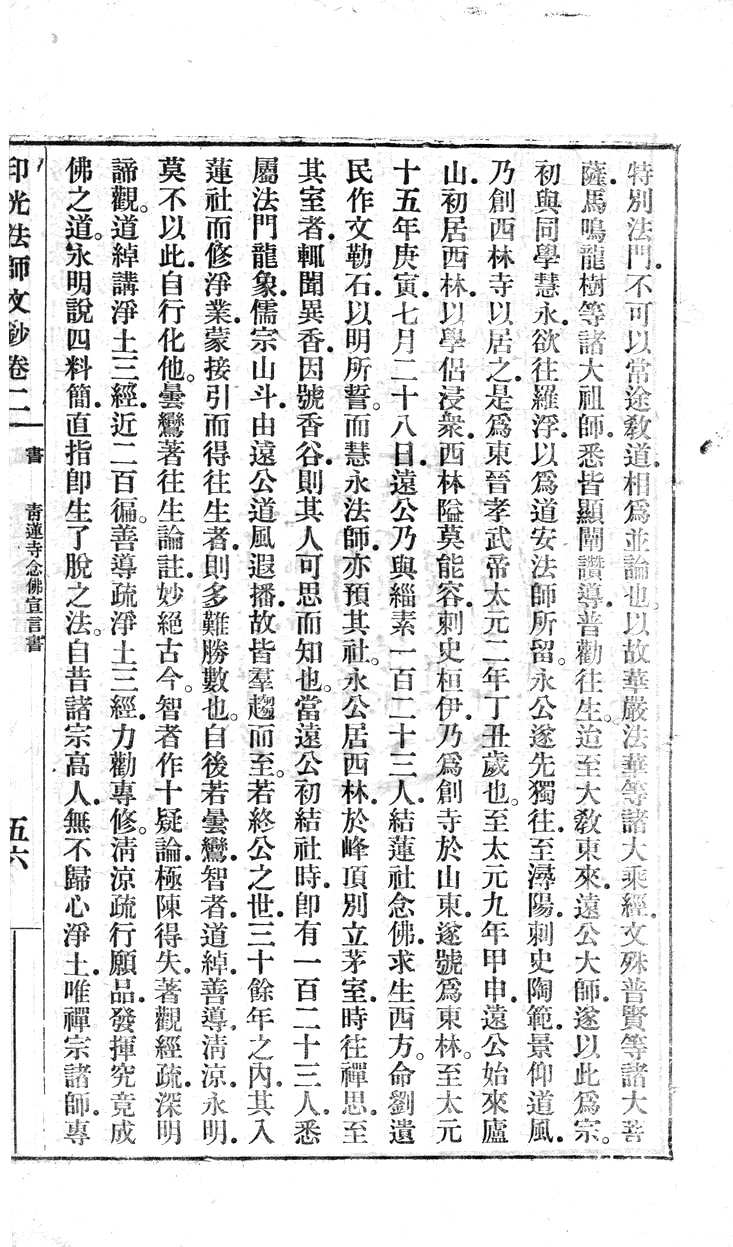 特別法門.不可以常途敎道.相爲並論也。以故華嚴法華等諸大乘經.文殊普賢等諸大菩
薩.馬鳴龍樹等諸大祖師.悉皆顯闡讚導.普勸往生。迨至大敎東來.遠公大師.遂以此爲宗。
初與同學慧永.欲往羅浮.以爲道安法師所留。永公遂先獨往.至潯陽.刺史陶範.景仰道風.
乃創西林寺以居之.是爲東晉孝武帝太元二年丁丑歲也。至太元九年甲申.遠公始來廬
山.初居西林.以學侶浸衆.西林隘莫能容.刺史桓伊.乃爲創寺於山東.遂號爲東林。至太元
十五年庚寅.七月二十八日.遠公乃與緇素一百二十三人.結蓮社念佛.求生西方。命劉遺
民作文勒石.以明所誓。而慧永法師.亦預其社。永公居西林.於峰頂別立茅室.時往禪思.至
其室者.輒聞異香.因號香谷.則其人可思而知也。當遠公初結社時.卽有一百二十三人.悉
屬法門龍象.儒宗山斗.由遠公道風遐播.故皆羣趨而至。若終公之世.三十餘年之內.其入
蓮社而修淨業.蒙接引而得往生者.則多難勝數也。自後若曇鸞.智者.道綽.善導.淸涼.永明.
莫不以此自行化他。曇鸞著往生論註.妙絕古今。智者作十疑論.極陳得失.著觀經疏.深明
諦觀。道綽講淨土三經.近二百徧。善導疏淨土三經.力勸專修。淸涼疏行願品.發揮究竟成
佛之道。永明說四料簡.直指卽生了脫之法。自昔諸宗高人.無不歸心淨土.唯禪宗諸師.專
印光法師文鈔卷二 書 靑蓮寺念佛宣言書 五六